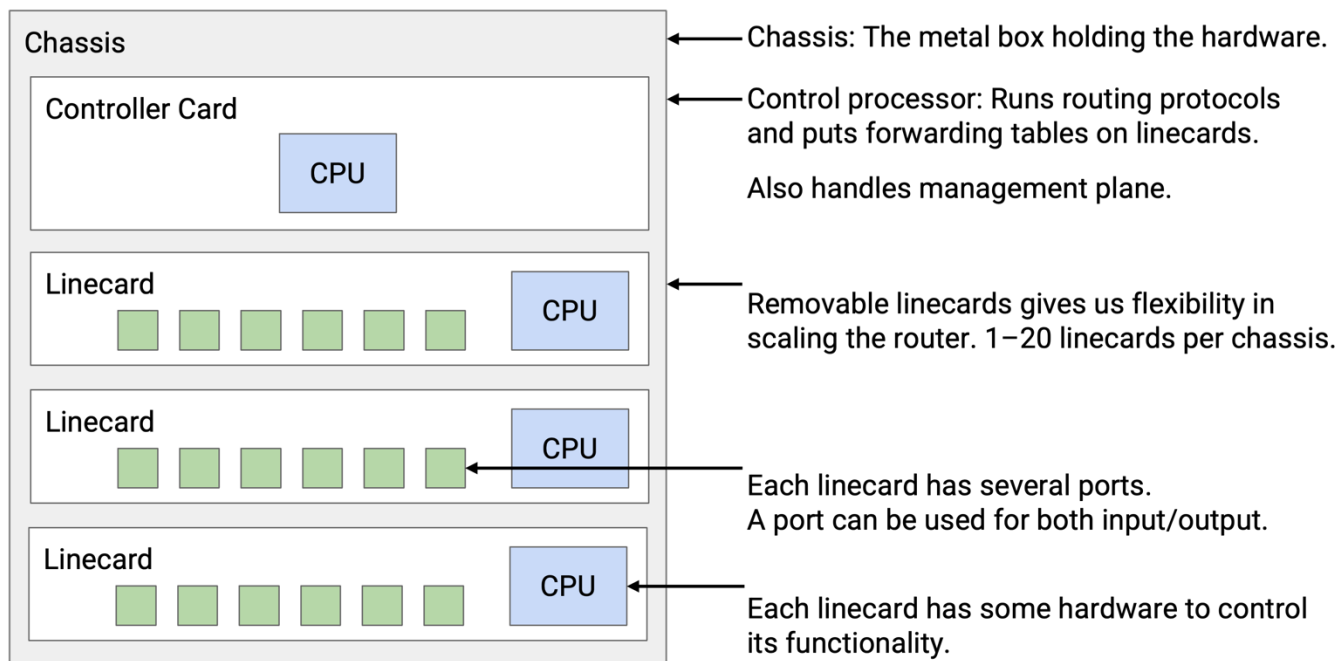 Chassis
Controller Card
CPU
Linecard
CPU
Linecard
CPU
Linecard
CPU
Chassis: The metal box holding the hardware.
Control processor: Runs routing protocols
and puts forwarding tables on linecards.
Also handles management plane.
Removable linecards gives us flexibility in
scaling the router. 1–20 linecards per chassis.
Each linecard has several ports.
A port can be used for both input/output.
Each linecard has some hardware to control
its functionality.